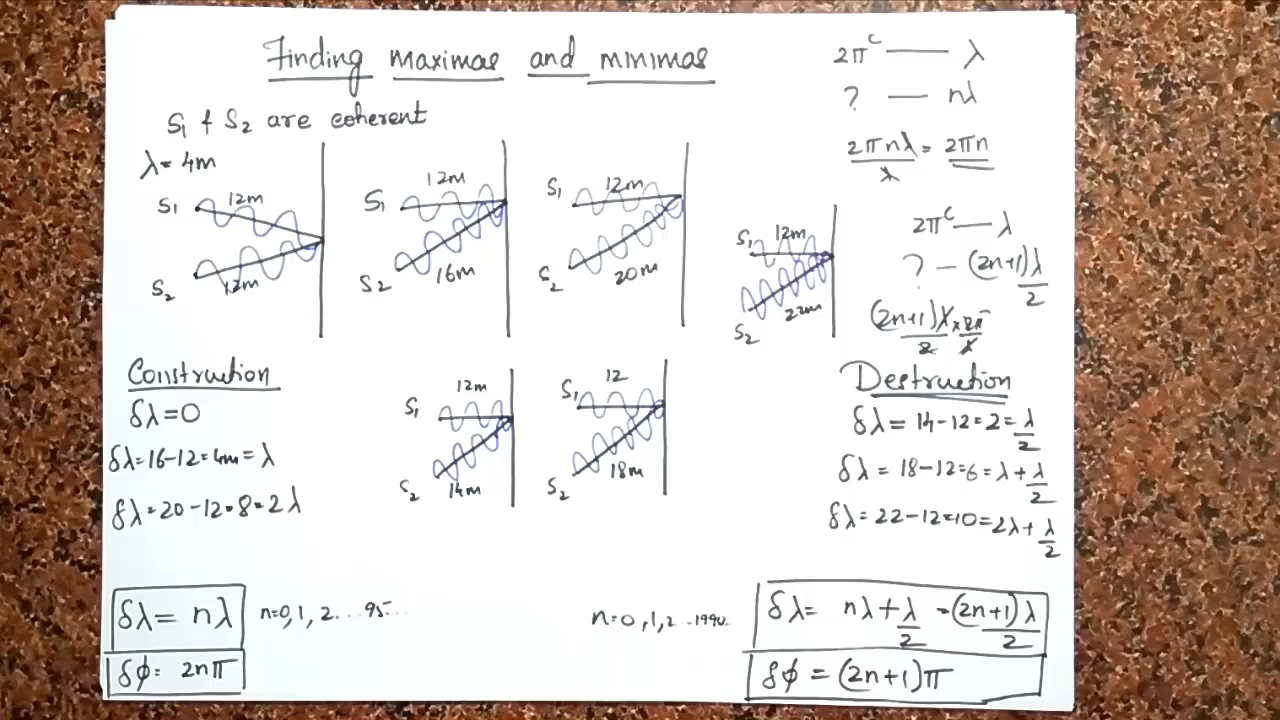 Finding maximas and minimas
S₁ & S₂ are coherent
λ = 4m
S₁ 12m
S₂ 12m
S₁ 12m
S₂ 16m
S₁ 12m
S₂ 20m
S₁ 12m
S₂ 22m
2πᶜ — λ
? — nλ
2πnλ/λ = 2πn
2πᶜ — λ
? – (2n+1)λ/2
(2n+1)λ/2 × 2π/λ
Construction
δλ = 0
δλ = 16 - 12 = 4m = λ
δλ = 20 - 12 = 8 = 2λ
S₁ 12m
S₂ 14m
S₁ 12
S₂ 18m
Destruction
δλ = 14 - 12 = 2 = λ/2
δλ = 18 - 12 = 6 = λ + λ/2
δλ = 22 - 12 = 10 = 2λ + λ/2
δλ = nλ n=0, 1, 2 ... 95...
δφ = 2nπ
n=0, 1, 2 ..1990. δλ = nλ + λ/2 = (2n+1)λ/2
δφ = (2n+1)π